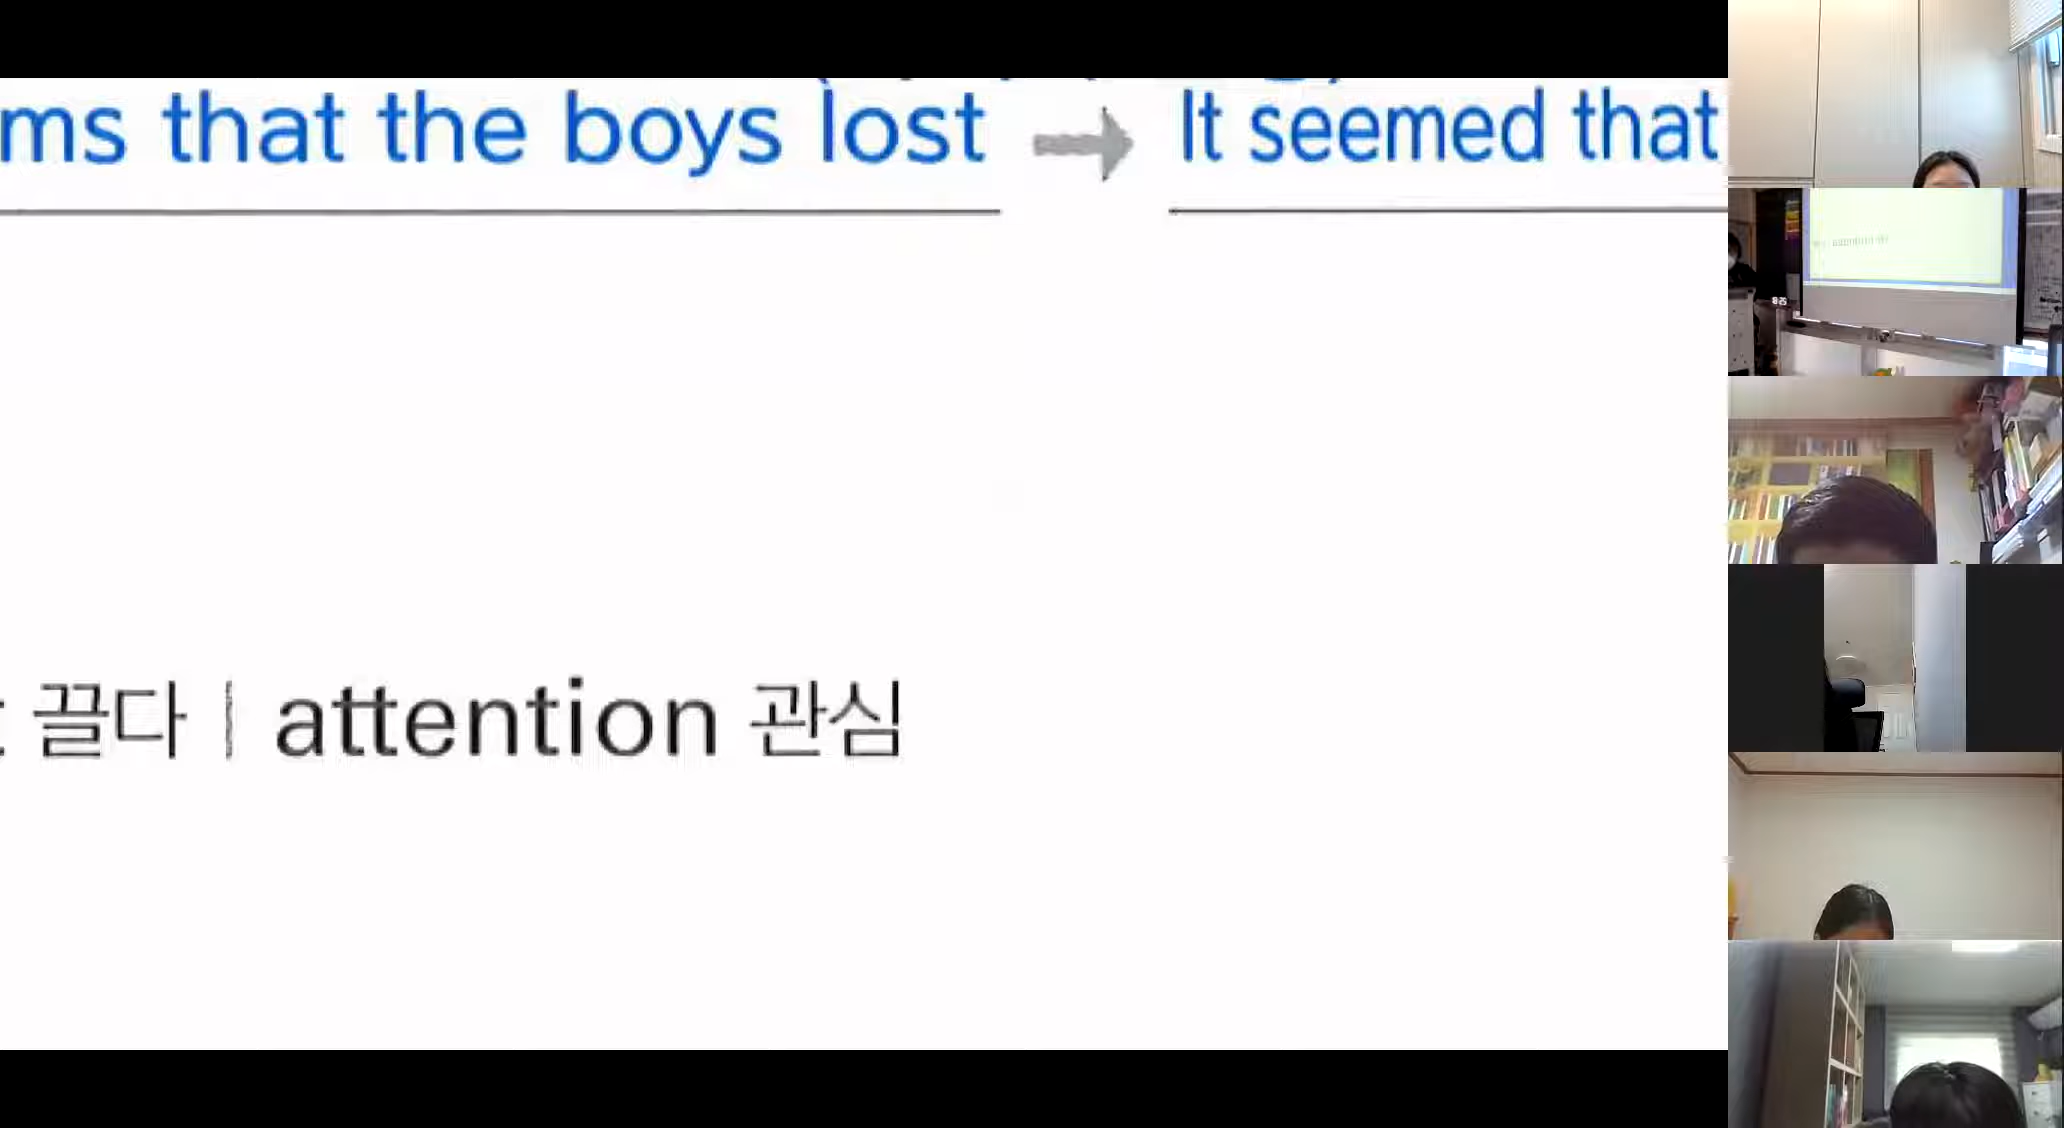 ms that the boys lost → It seemed that
끌다 | attention 관심